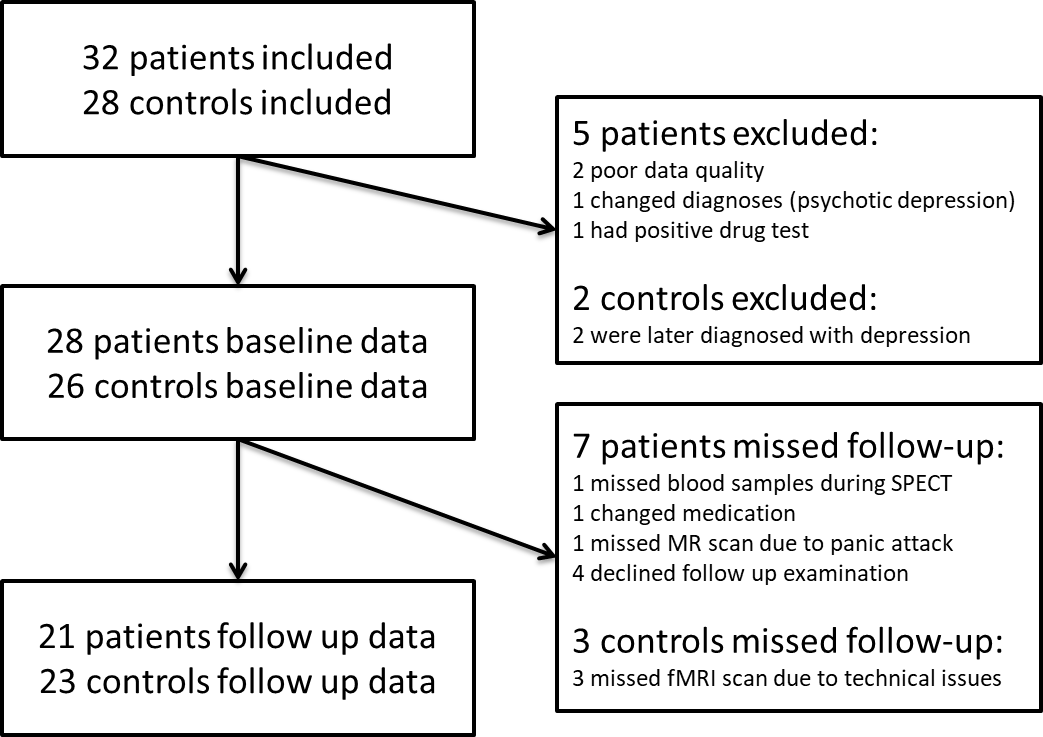 32 patients included
28 controls included
5 patients excluded:
2 poor data quality
1 changed diagnoses (psychotic depression)
1 had positive drug test
2 controls excluded:
2 were later diagnosed with depression
28 patients baseline data
26 controls baseline data
7 patients missed follow-up:
1 missed blood samples during SPECT
1 changed medication
1 missed MR scan due to panic attack
4 declined follow up examination
3 controls missed follow-up:
3 missed fMRI scan due to technical issues
21 patients follow up data
23 controls follow up data